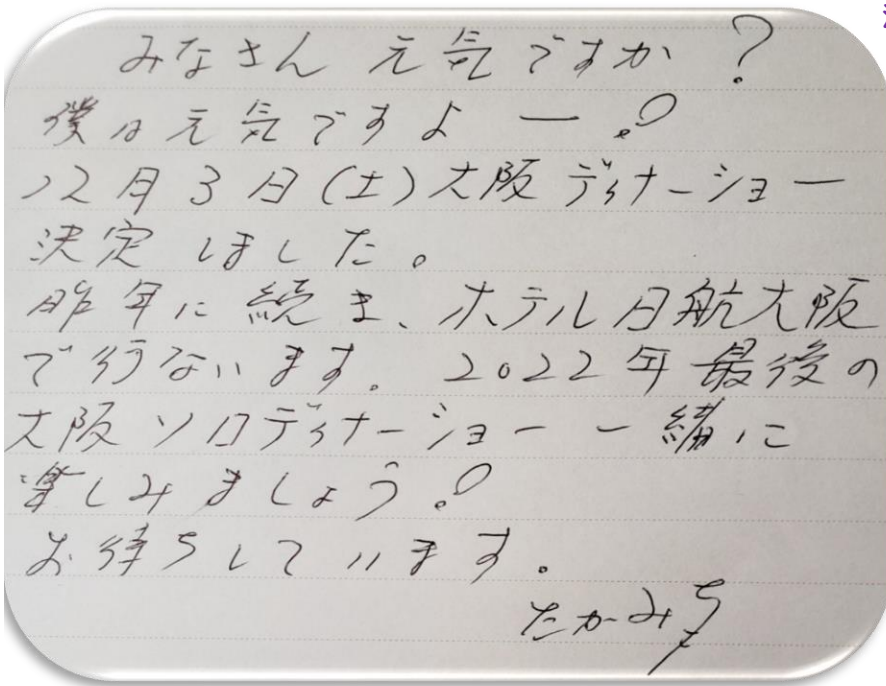 みなさん 元気ですか?
僕は元気ですよー!
12月3日(土)大阪ディナーショー
決定しました。
昨年に続き、ホテル日航大阪
で行ないます。2022年最後の
大阪ソロディナーショー一緒に
楽しみましょう!
お待ちしています。
たかみち